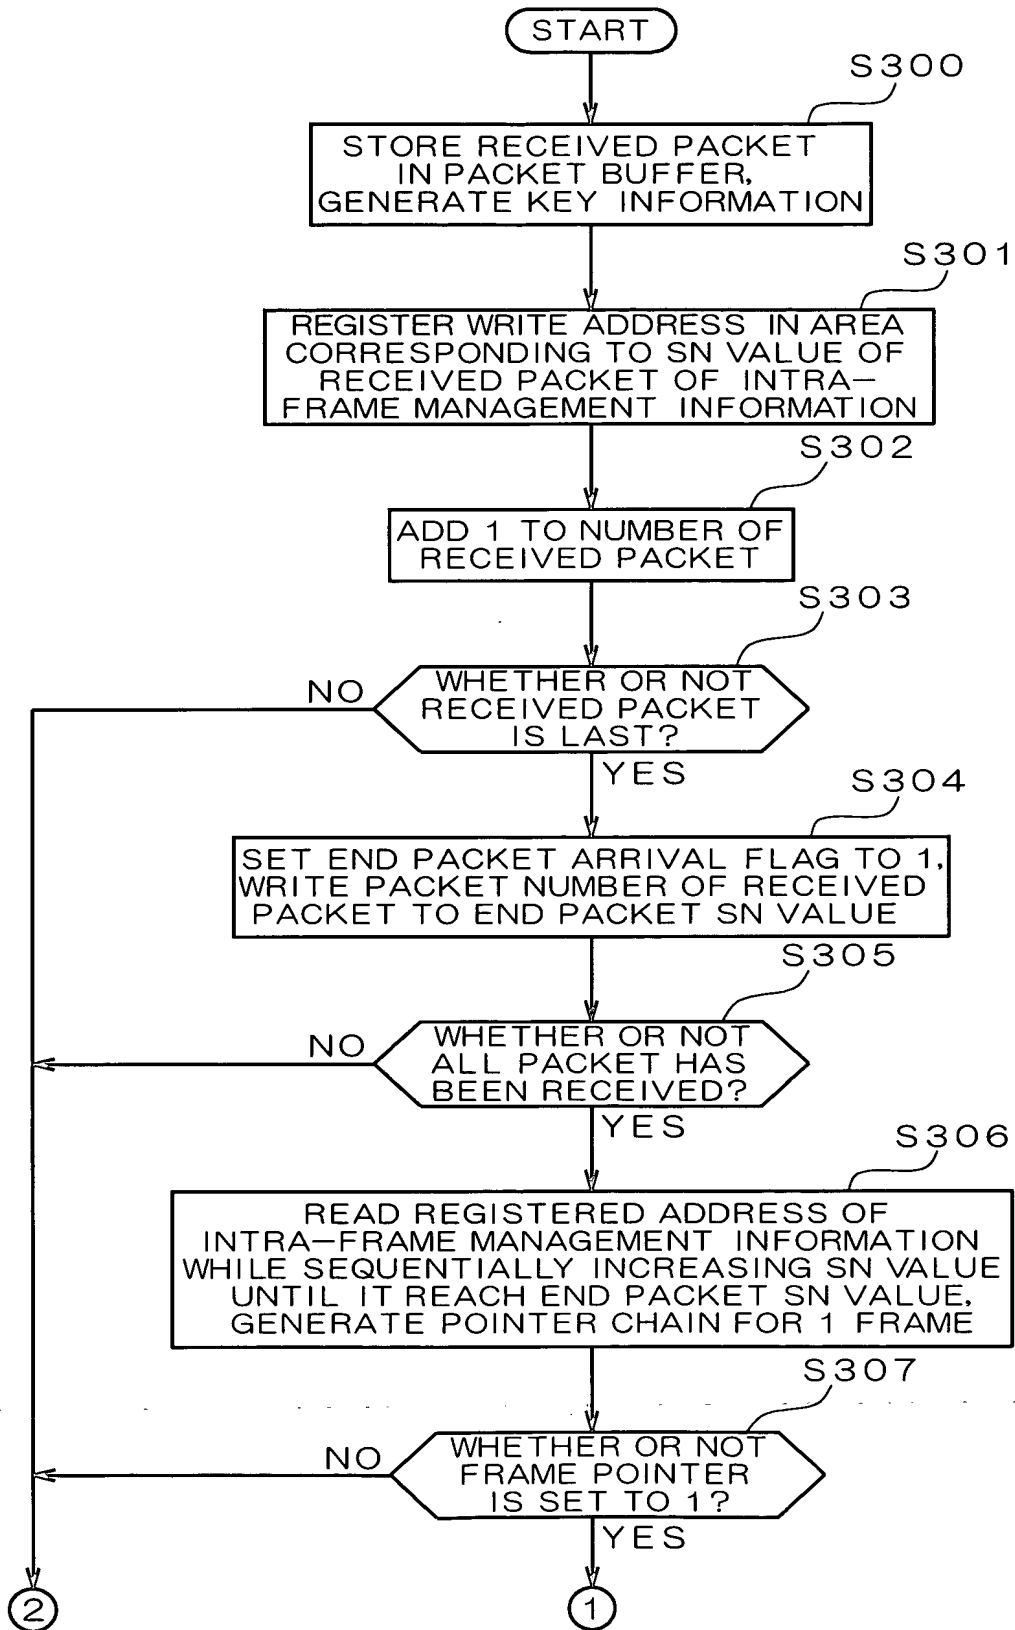 START
S300
STORE RECEIVED PACKET
IN PACKET BUFFER,
GENERATE KEY INFORMATION
S301
REGISTER WRITE ADDRESS IN AREA
CORRESPONDING TO SN VALUE OF
RECEIVED PACKET OF INTRA-
FRAME MANAGEMENT INFORMATION
S302
ADD 1 TO NUMBER OF
RECEIVED PACKET
S303
WHETHER OR NOT
RECEIVED PACKET
IS LAST?
NO
YES
S304
SET END PACKET ARRIVAL FLAG TO 1,
WRITE PACKET NUMBER OF RECEIVED
PACKET TO END PACKET SN VALUE
S305
WHETHER OR NOT
ALL PACKET HAS
BEEN RECEIVED?
NO
YES
S306
READ REGISTERED ADDRESS OF
INTRA-FRAME MANAGEMENT INFORMATION
WHILE SEQUENTIALLY INCREASING SN VALUE
UNTIL IT REACH END PACKET SN VALUE,
GENERATE POINTER CHAIN FOR 1 FRAME
S307
WHETHER OR NOT
FRAME POINTER
IS SET TO 1?
NO
YES
2
1